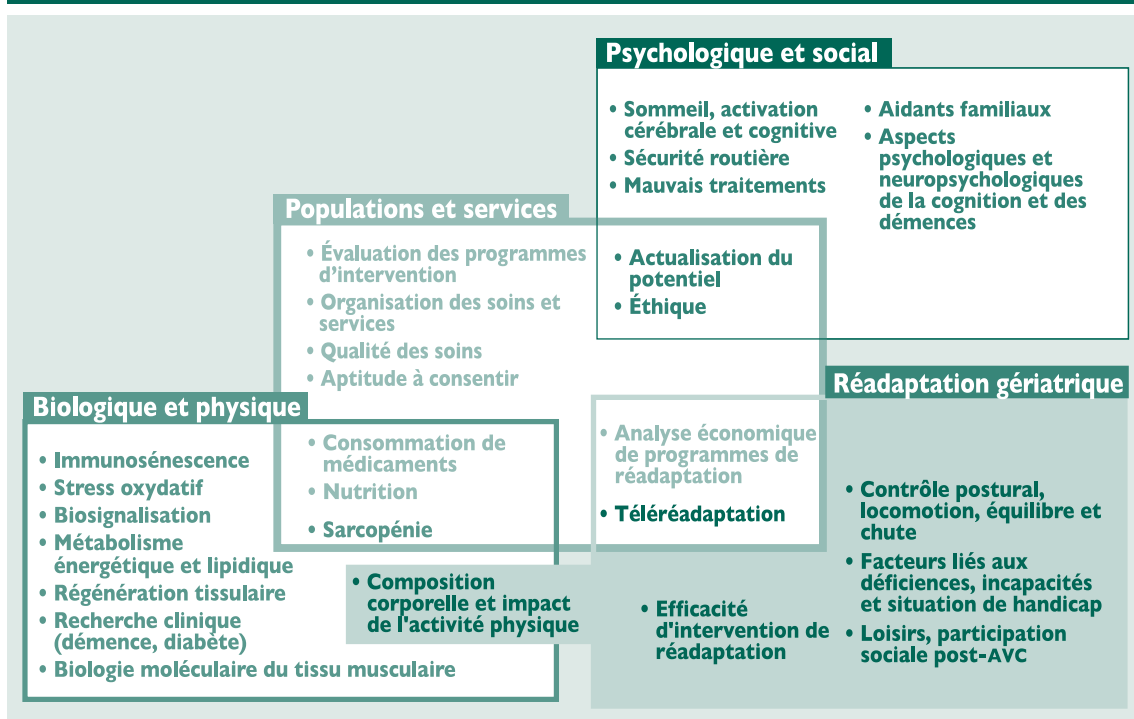 Psychologique et social
• Sommeil, activation
cérébrale et cognitive
• Sécurité routière
• Mauvais traitements
• Aidants familiaux
• Aspects
psychologiques et
neuropsychologiques
de la cognition et des
démences
Populations et services
• Évaluation des programmes
d'intervention
• Organisation des soins et
services
• Qualité des soins
• Aptitude à consentir
• Actualisation du
potentiel
• Éthique
Biologique et physique
• Immunosénescence
• Stress oxydatif
• Biosignalisation
• Métabolisme
énergétique et lipidique
• Régénération tissulaire
• Recherche clinique
(démence, diabète)
• Biologie moléculaire du tissu musculaire
• Consommation de
médicaments
• Nutrition
• Sarcopénie
• Composition
corporelle et impact
de l'activité physique
Réadaptation gériatrique
• Analyse économique
de programmes de
réadaptation
• Téléréadaptation
• Efficacité
d'intervention de
réadaptation
• Contrôle postural,
locomotion, équilibre et
chute
• Facteurs liés aux
déficiences, incapacités
et situation de handicap
• Loisirs, participation
sociale post-AVC